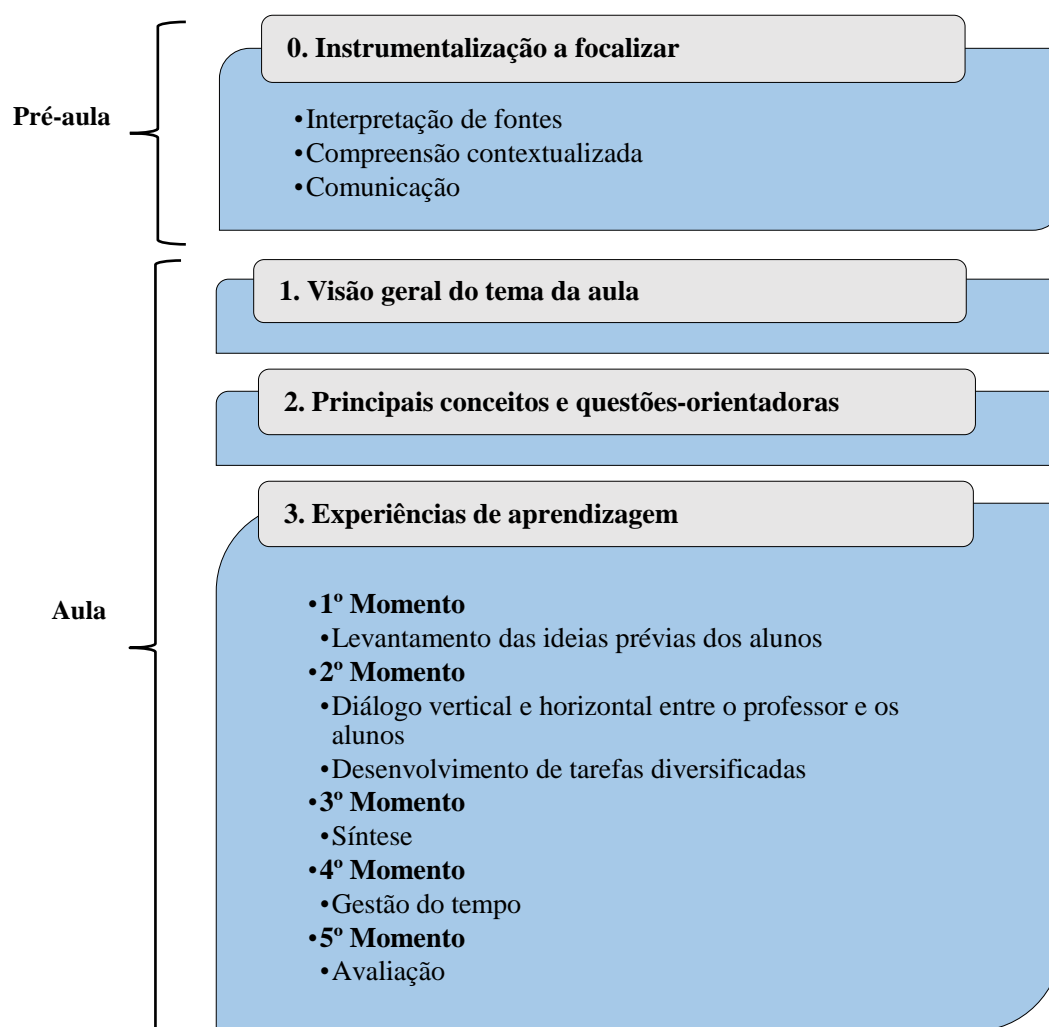 Pré-aula
0. Instrumentalização a focalizar
•Interpretação de fontes
•Compreensão contextualizada
•Comunicação
Aula
1. Visão geral do tema da aula
2. Principais conceitos e questões-orientadoras
3. Experiências de aprendizagem
•1º Momento
•Levantamento das ideias prévias dos alunos
•2º Momento
•Diálogo vertical e horizontal entre o professor e os
alunos
•Desenvolvimento de tarefas diversificadas
•3º Momento
•Síntese
•4º Momento
•Gestão do tempo
•5º Momento
•Avaliação